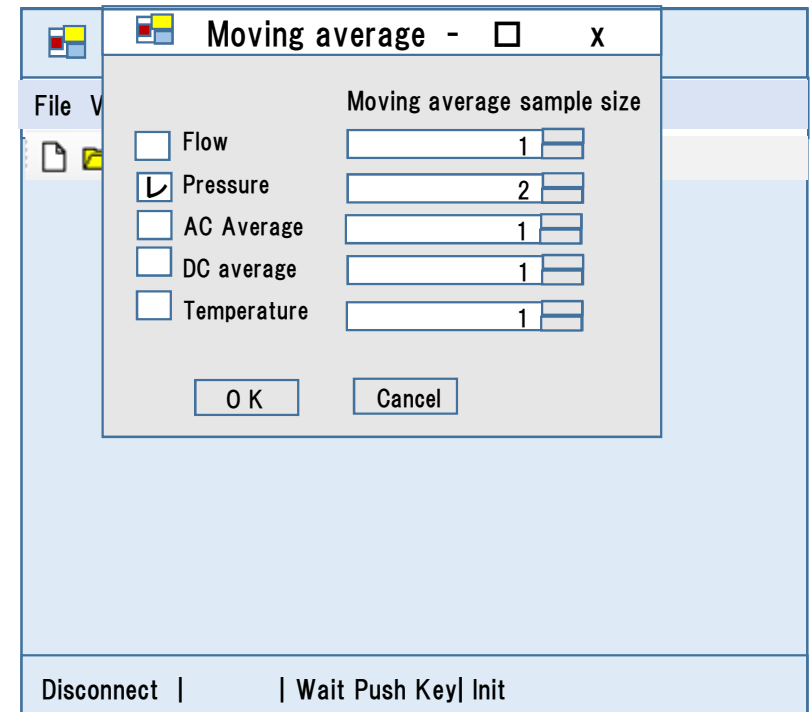 Moving average - □ x
File V
Moving average sample size
Flow 1
レ Pressure 2
AC Average 1
DC average 1
Temperature 1
O K Cancel
Disconnect | | Wait Push Key| Init